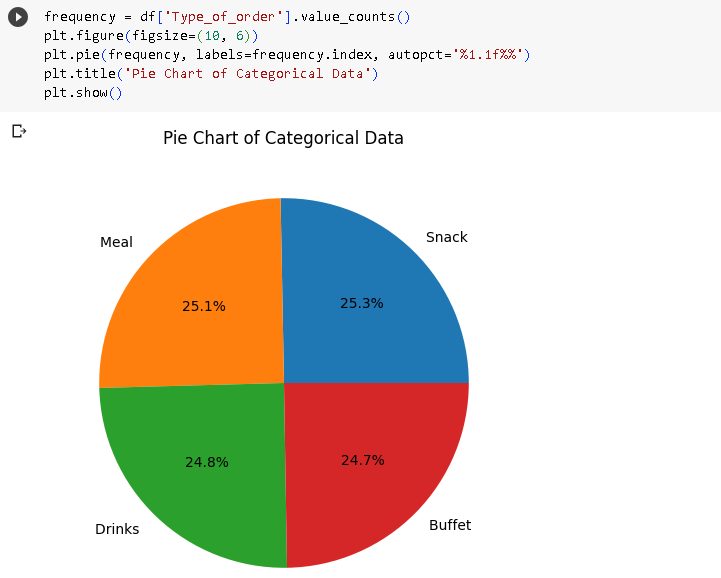 frequency = df['Type_of_order'].value_counts()
plt.figure(figsize=(10, 6))
plt.pie(frequency, labels=frequency.index, autopct='%1.1f%%')
plt.title('Pie Chart of Categorical Data')
plt.show()
Pie Chart of Categorical Data
Snack
Meal
25.3%
25.1%
24.7%
24.8%
Buffet
Drinks